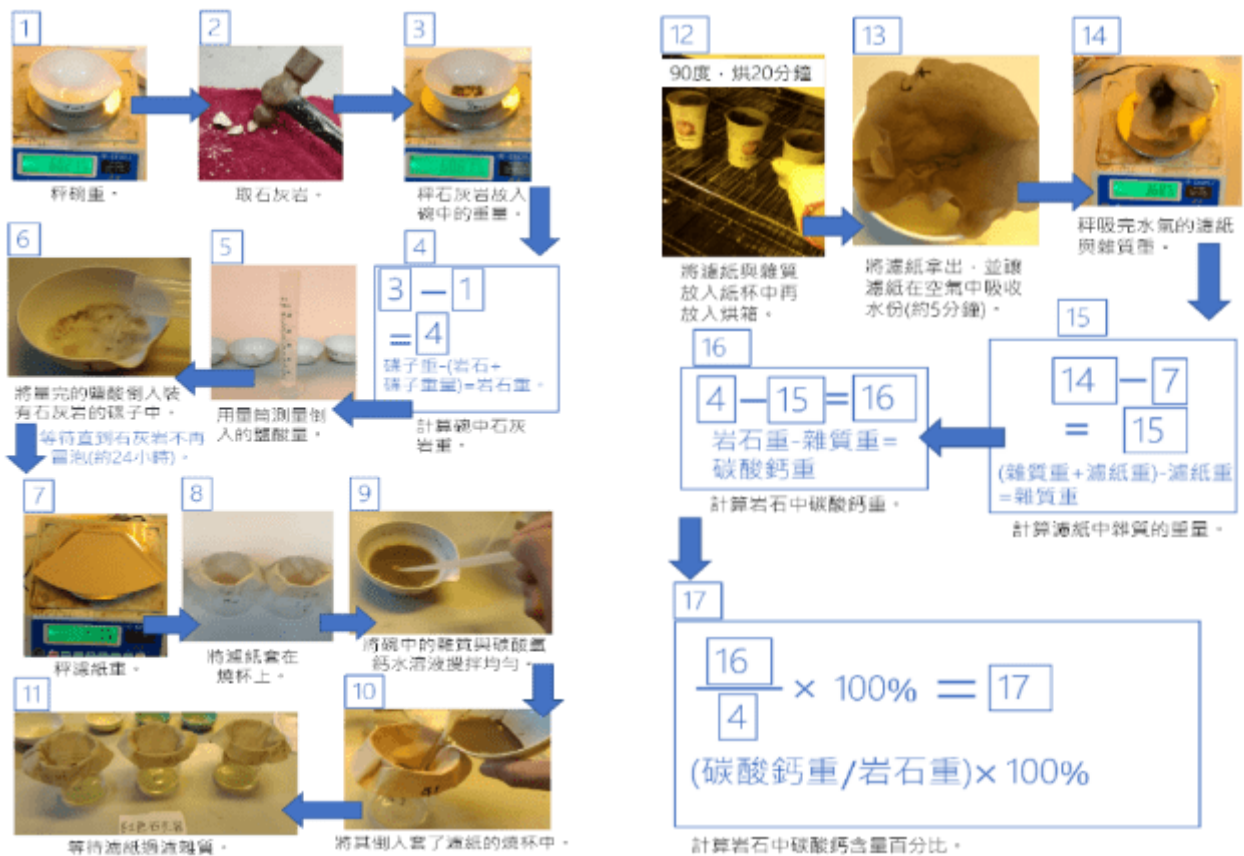 1
秤碗重。
2
取石灰岩。
3
秤石灰岩放入
碗中的重量。
4
3 — 1
= 4
碟子重-(岩石+
碟子重量)=岩石重。
計算碗中石灰
岩重。
5
用量筒測量倒
入的鹽酸量。
6
將量完的鹽酸倒入裝
有石灰岩的碟子中。
等待直到石灰岩不再
冒泡(約24小時)。
7
秤濾紙重。
8
將濾紙套在
燒杯上。
9
將碗中的雜質與碳酸氫
鈣水溶液攪拌均勻。
10
將其倒入套了濾紙的燒杯中。
11
等待濾紙過濾雜質。
12
90度，烘20分鐘
將濾紙與雜質
放入紙杯中再
放入烘箱。
13
將濾紙拿出，並讓
濾紙在空氣中吸收
水份(約5分鐘)。
14
秤吸完水氣的濾紙
與雜質重。
15
14 — 7
= 15
(雜質重+濾紙重)-濾紙重
=雜質重
計算濾紙中雜質的重量。
16
4 — 15 = 16
岩石重-雜質重=
碳酸鈣重
計算岩石中碳酸鈣重。
17
16
4
× 100% = 17
(碳酸鈣重/岩石重)×100%
計算岩石中碳酸鈣含量百分比。